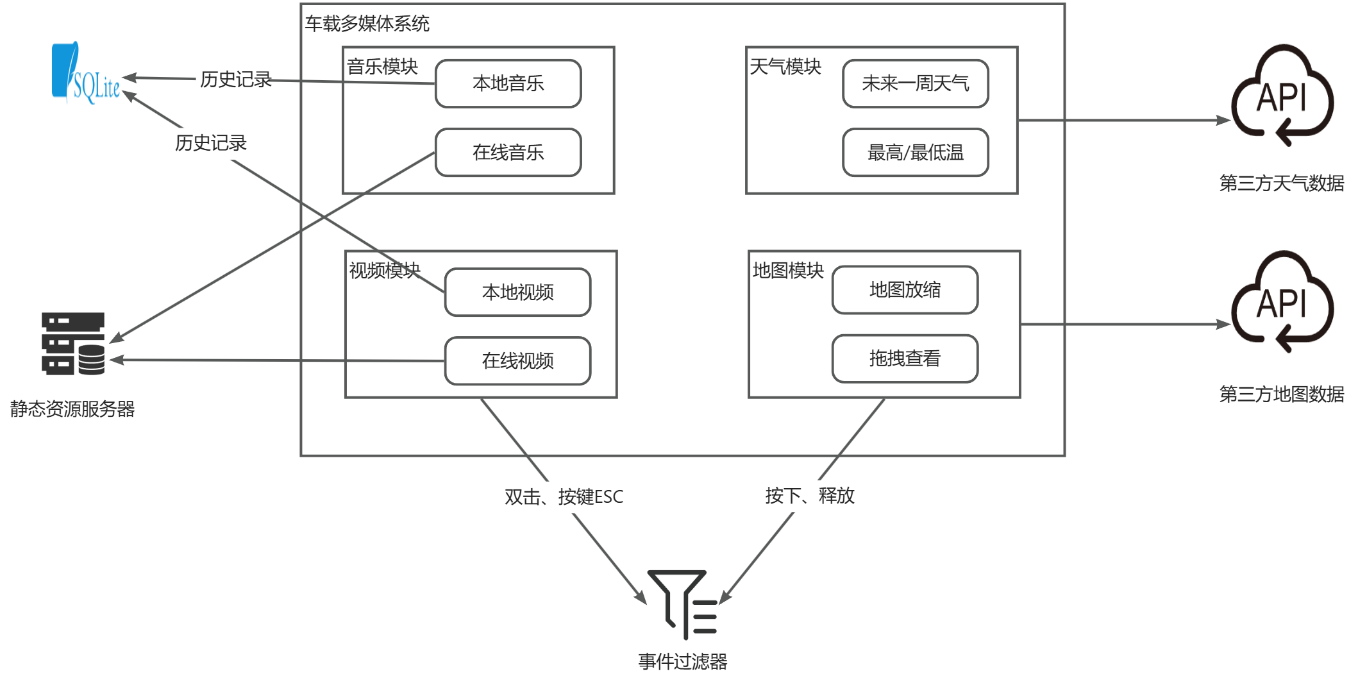 车载多媒体系统
音乐模块
本地音乐
在线音乐
天气模块
未来一周天气
最高/最低温
视频模块
本地视频
在线视频
地图模块
地图放缩
拖拽查看
SQLite
历史记录
历史记录
静态资源服务器
API
第三方天气数据
API
第三方地图数据
双击、按键ESC
按下、释放
事件过滤器